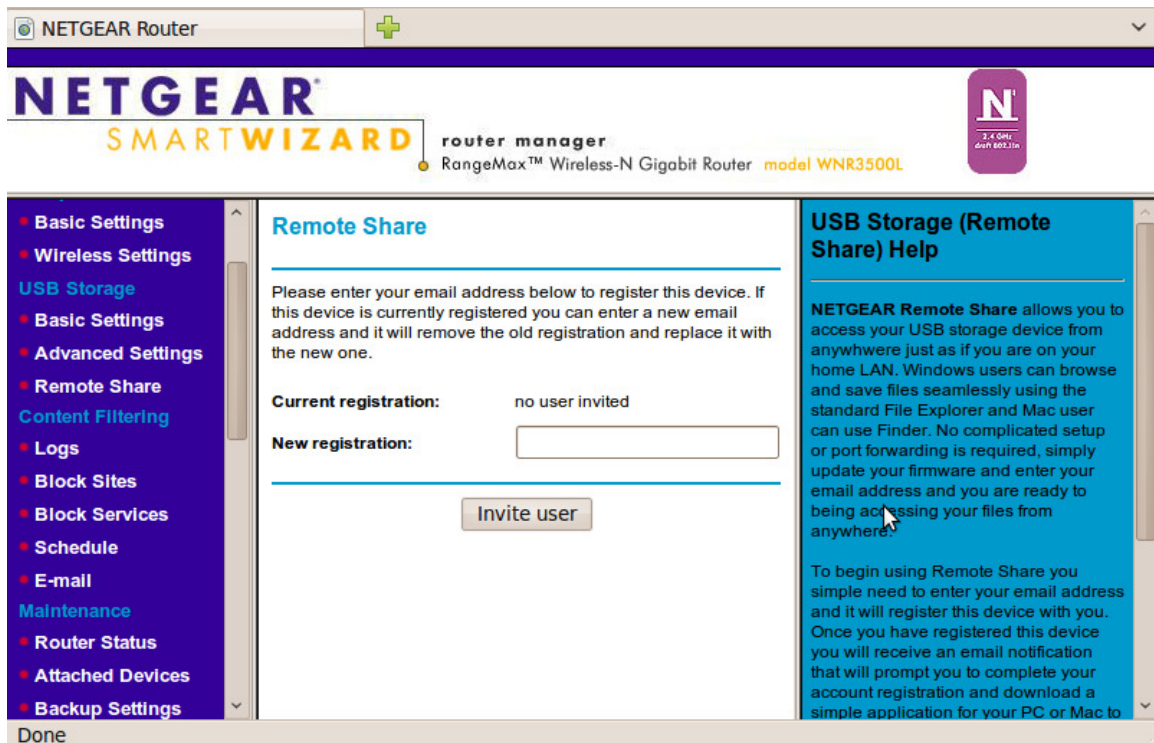 NETGEAR Router
NETGEAR®
SMARTWIZARD
router manager
RangeMax™ Wireless-N Gigabit Router model WNR3500L
N
2.4 GHz
draft 802.11n
Basic Settings
Wireless Settings
USB Storage
Basic Settings
Advanced Settings
Remote Share
Content Filtering
Logs
Block Sites
Block Services
Schedule
E-mail
Maintenance
Router Status
Attached Devices
Backup Settings
Remote Share
Please enter your email address below to register this device. If
this device is currently registered you can enter a new email
address and it will remove the old registration and replace it with
the new one.
Current registration: no user invited
New registration:
Invite user
USB Storage (Remote
Share) Help
NETGEAR Remote Share allows you to
access your USB storage device from
anywhwere just as if you are on your
home LAN. Windows users can browse
and save files seamlessly using the
standard File Explorer and Mac user
can use Finder. No complicated setup
or port forwarding is required, simply
update your firmware and enter your
email address and you are ready to
being accessing your files from
anywhere.
To begin using Remote Share you
simple need to enter your email address
and it will register this device with you.
Once you have registered this device
you will receive an email notification
that will prompt you to complete your
account registration and download a
simple application for your PC or Mac to
Done